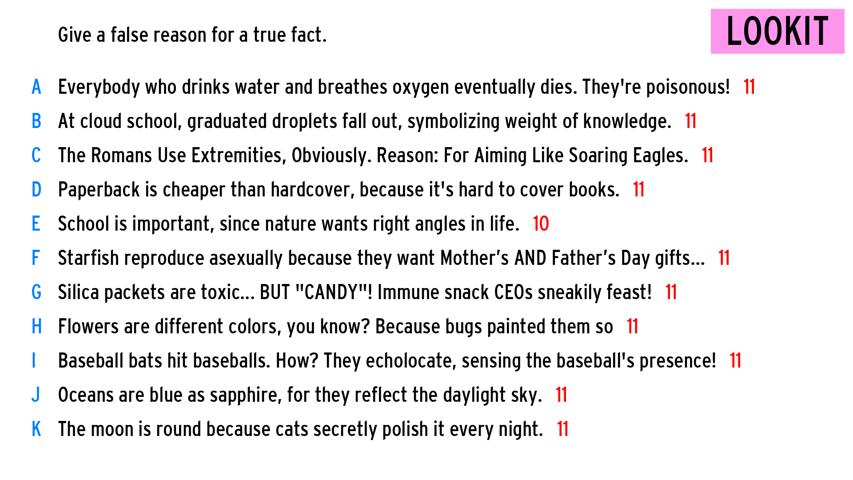 Give a false reason for a true fact.
LOOKIT
A Everybody who drinks water and breathes oxygen eventually dies. They're poisonous! 11
B At cloud school, graduated droplets fall out, symbolizing weight of knowledge. 11
C The Romans Use Extremities, Obviously. Reason: For Aiming Like Soaring Eagles. 11
D Paperback is cheaper than hardcover, because it's hard to cover books. 11
E School is important, since nature wants right angles in life. 10
F Starfish reproduce asexually because they want Mother’s AND Father’s Day gifts... 11
G Silica packets are toxic... BUT "CANDY"! Immune snack CEOs sneakily feast! 11
H Flowers are different colors, you know? Because bugs painted them so 11
I Baseball bats hit baseballs. How? They echolocate, sensing the baseball's presence! 11
J Oceans are blue as sapphire, for they reflect the daylight sky. 11
K The moon is round because cats secretly polish it every night. 11